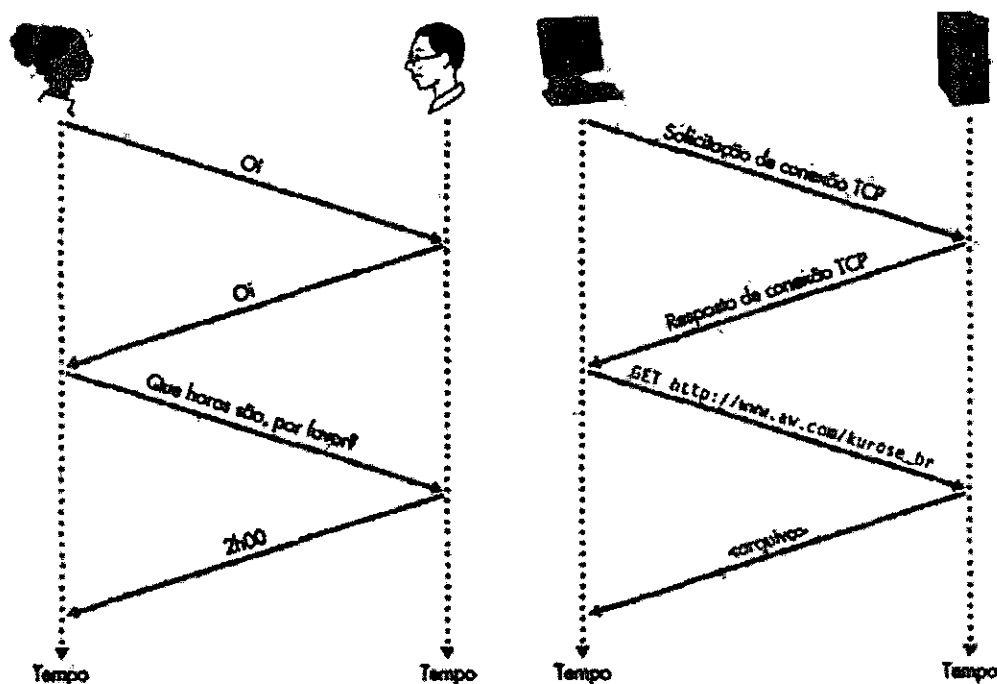 Oi
Oi
Que horas são, por favor?
2h00
Tempo
Tempo
Solicitação de conexão TCP
Resposta de conexão TCP
GET http://www.aw.com/kurose_br
<arquivo>
Tempo
Tempo